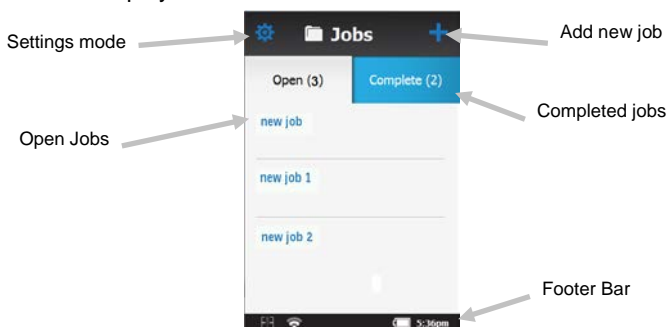 Settings mode
Jobs
Add new job
Open (3)
Complete (2)
Completed jobs
new job
Open Jobs
new job 1
new job 2
Footer Bar
5:36pm